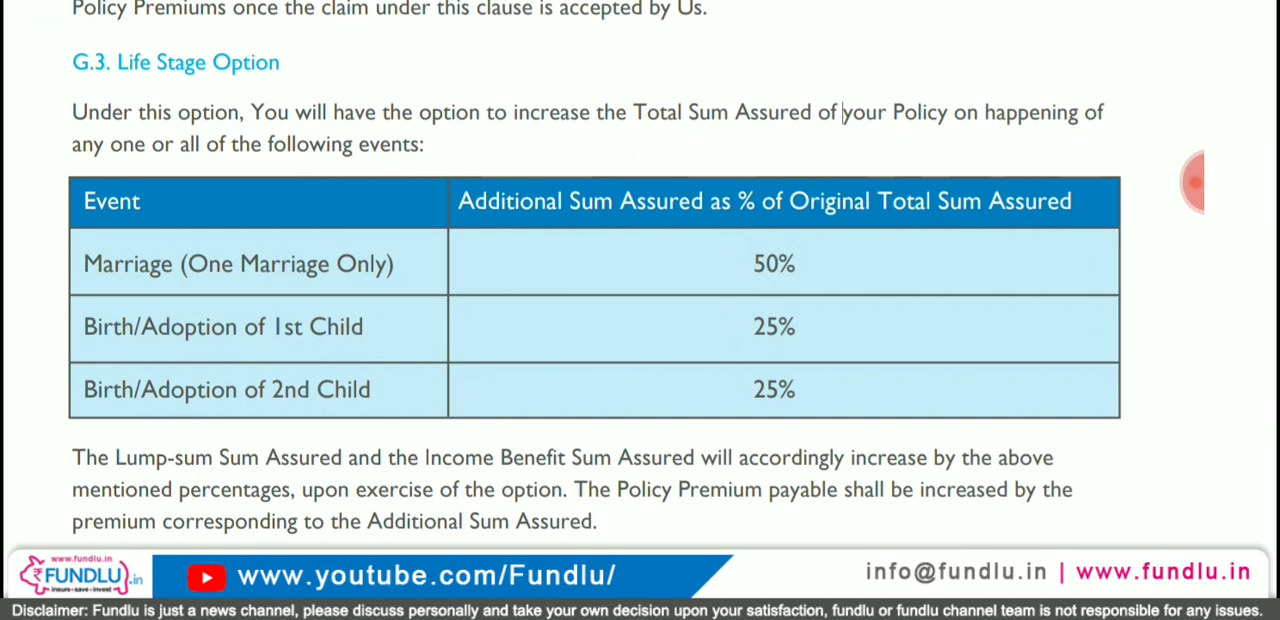 Policy Premiums once the claim under this clause is accepted by Us.
G.3. Life Stage Option
Under this option, You will have the option to increase the Total Sum Assured of your Policy on happening of
any one or all of the following events:
Event Additional Sum Assured as % of Original Total Sum Assured
Marriage (One Marriage Only) 50%
Birth/Adoption of 1st Child 25%
Birth/Adoption of 2nd Child 25%
The Lump-sum Sum Assured and the Income Benefit Sum Assured will accordingly increase by the above
mentioned percentages, upon exercise of the option. The Policy Premium payable shall be increased by the
premium corresponding to the Additional Sum Assured.
www.fundlu.in
₹FUNDLU.in
insure-save-invest
www.youtube.com/Fundlu/
info@fundlu.in | www.fundlu.in
Disclaimer: Fundlu is just a news channel, please discuss personally and take your own decision upon your satisfaction, fundlu or fundlu channel team is not responsible for any issues.